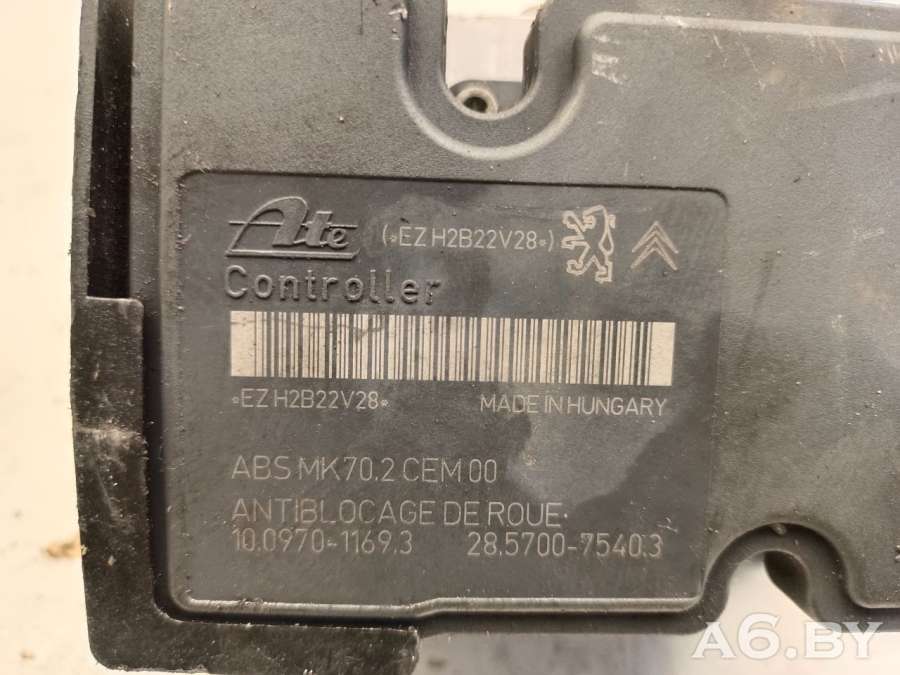 Ate (*EZ H2B22V28*)
Controller
*EZ H2B22V28* MADE IN HUNGARY
ABS MK70.2 CEM 00
ANTIBLOCAGE DE ROUE.
10.0970-1169.3 28.5700-7540.3
A6.BY